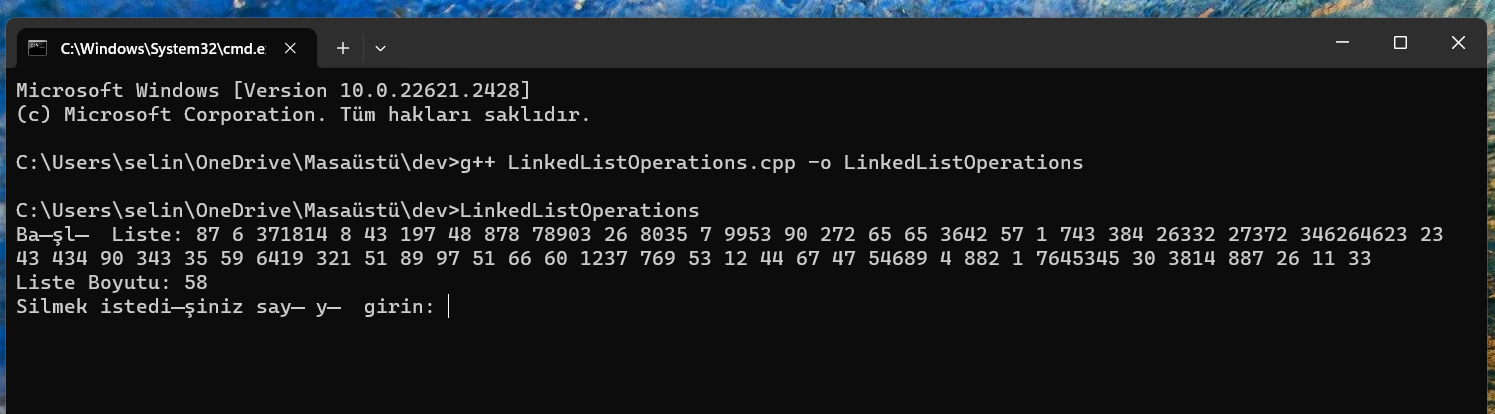 C:\Windows\System32\cmd.e:
Microsoft Windows [Version 10.0.22621.2428]
(c) Microsoft Corporation. Tüm hakları saklıdır.
C:\Users\selin\OneDrive\Masaüstü\dev>g++ LinkedListOperations.cpp -o LinkedListOperations
C:\Users\selin\OneDrive\Masaüstü\dev>LinkedListOperations
Ba─şl─  Liste: 87 6 371814 8 43 197 48 878 78903 26 8035 7 9953 90 272 65 65 3642 57 1 743 384 26332 27372 346264623 23
43 434 90 343 35 59 6419 321 51 89 97 51 66 60 1237 769 53 12 44 67 47 54689 4 882 1 7645345 30 3814 887 26 11 33
Liste Boyutu: 58
Silmek istedi─şiniz say─ y─  girin: